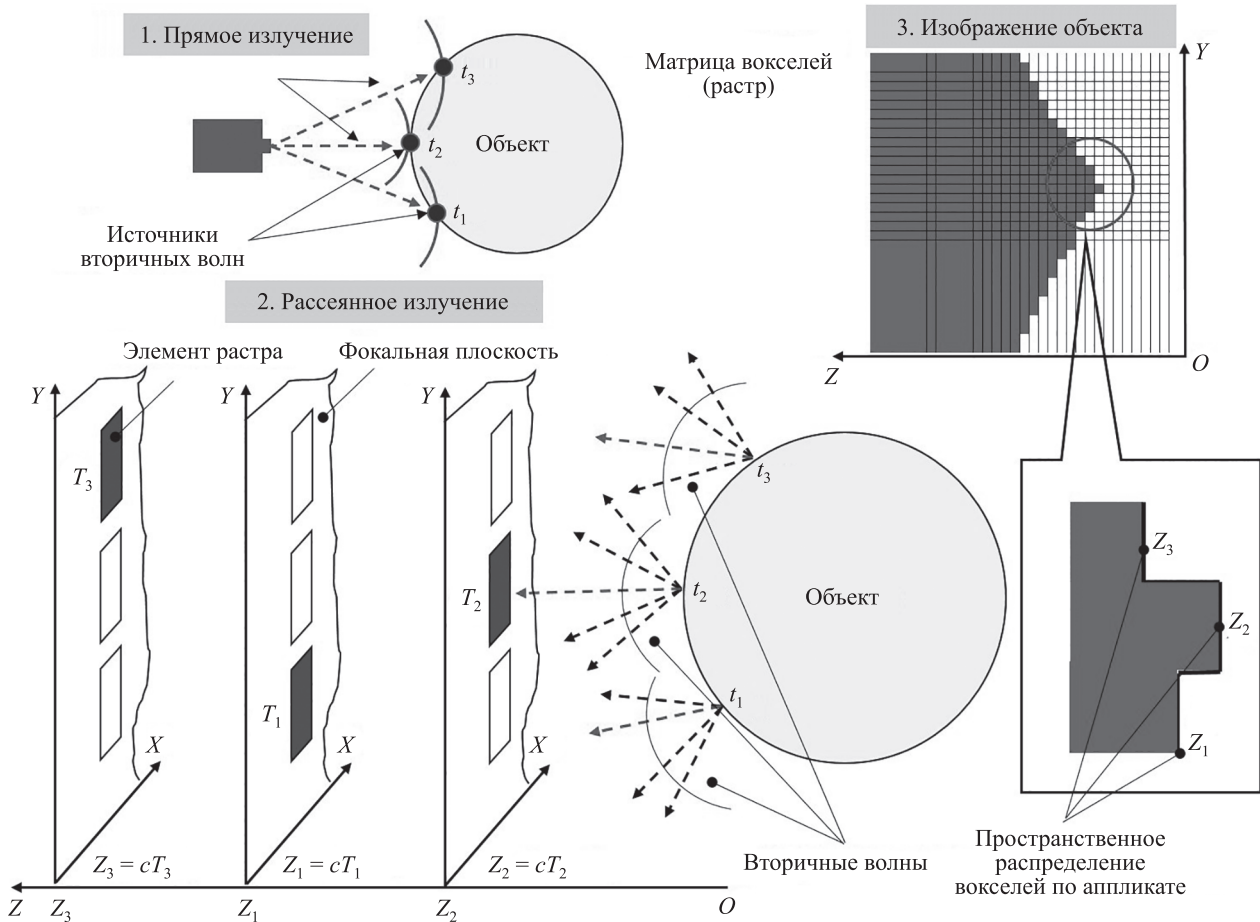 1. Прямое излучение
t₃
t₂
t₁
Объект
Источники
вторичных волн
Матрица вокселей
(растр)
3. Изображение объекта
Y
Z
O
2. Рассеянное излучение
Элемент растра
Фокальная плоскость
Y
Y
Y
T₃
T₁
T₂
X
X
X
Z₃ = cT₃
Z₁ = cT₁
Z₂ = cT₂
Z
Z₃
Z₁
Z₂
O
t₃
t₂
t₁
Объект
Вторичные волны
Z₃
Z₂
Z₁
Пространственное
распределение
вокселей по аппликате